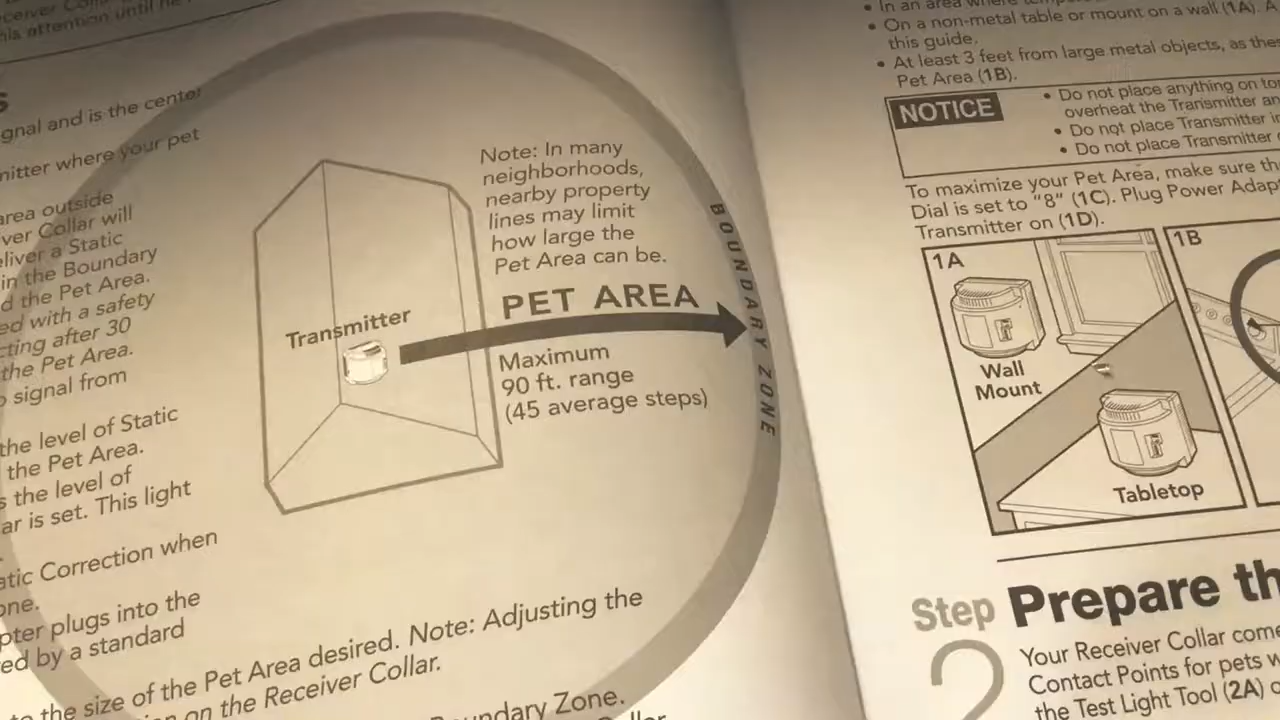 his attention until he
s
gnal and is the center
mitter where your pet
area outside
ver Collar will
eliver a Static
in the Boundary
d the Pet Area.
ed with a safety
cting after 30
the Pet Area.
signal from
the level of Static
the Pet Area.
s the level of
ar is set. This light
atic Correction when
one.
pter plugs into the
ed by a standard
to the size of the Pet Area desired. Note: Adjusting the
on the Receiver Collar.
oundary Zone.
Note: In many
neighborhoods,
nearby property
lines may limit
how large the
Pet Area can be.
PET AREA
Transmitter
Maximum
90 ft. range
(45 average steps)
BOUNDARY ZONE
• In an area where
• On a non-metal table or mount on a wall (1A). A
this guide.
• At least 3 feet from large metal objects, as these
Pet Area (1B).
NOTICE
• Do not place anything on top
overheat the Transmitter an
• Do not place Transmitter in
• Do not place Transmitter
To maximize your Pet Area, make sure the
Dial is set to "8" (1C). Plug Power Adapt
Transmitter on (1D).
1A
Wall
Mount
Tabletop
1B
Step
2
Prepare th
Your Receiver Collar come
Contact Points for pets w
the Test Light Tool (2A) o